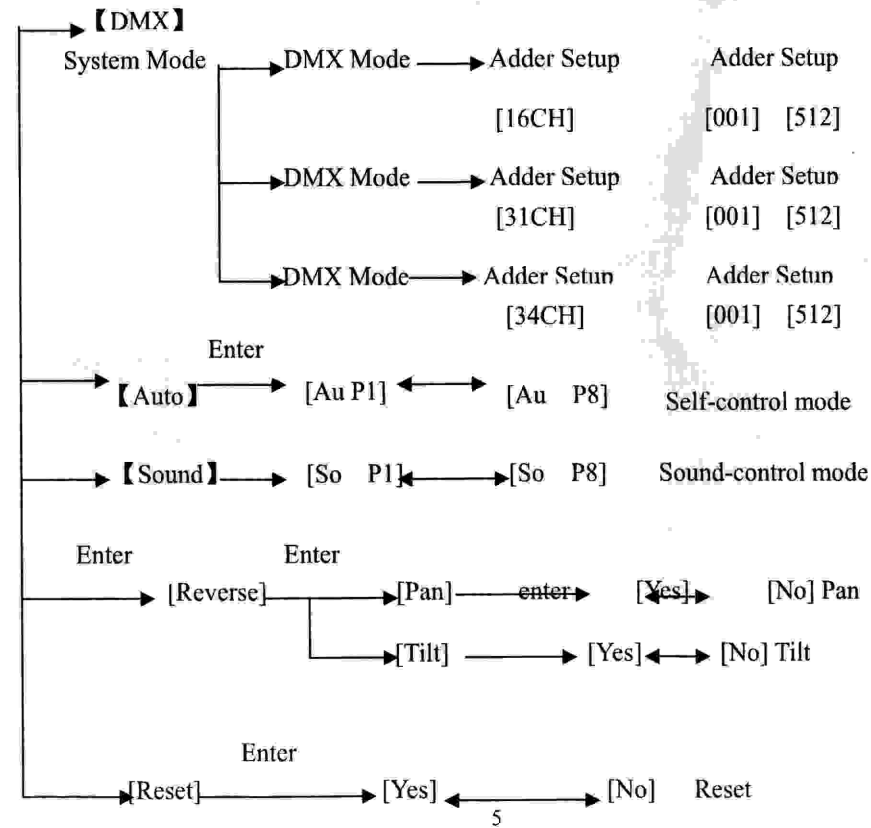 【DMX】
System Mode DMX Mode Adder Setup Adder Setup
[16CH] [001] [512]
DMX Mode Adder Setup Adder Setup
[31CH] [001] [512]
DMX Mode Adder Setup Adder Setup
[34CH] [001] [512]
Enter
【Auto】 [Au P1] [Au P8] Self-control mode
【Sound】 [So P1] [So P8] Sound-control mode
Enter Enter
[Reverse] [Pan] enter [Yes] [No] Pan
[Tilt] [Yes] [No] Tilt
Enter
[Reset] [Yes] [No] Reset
5